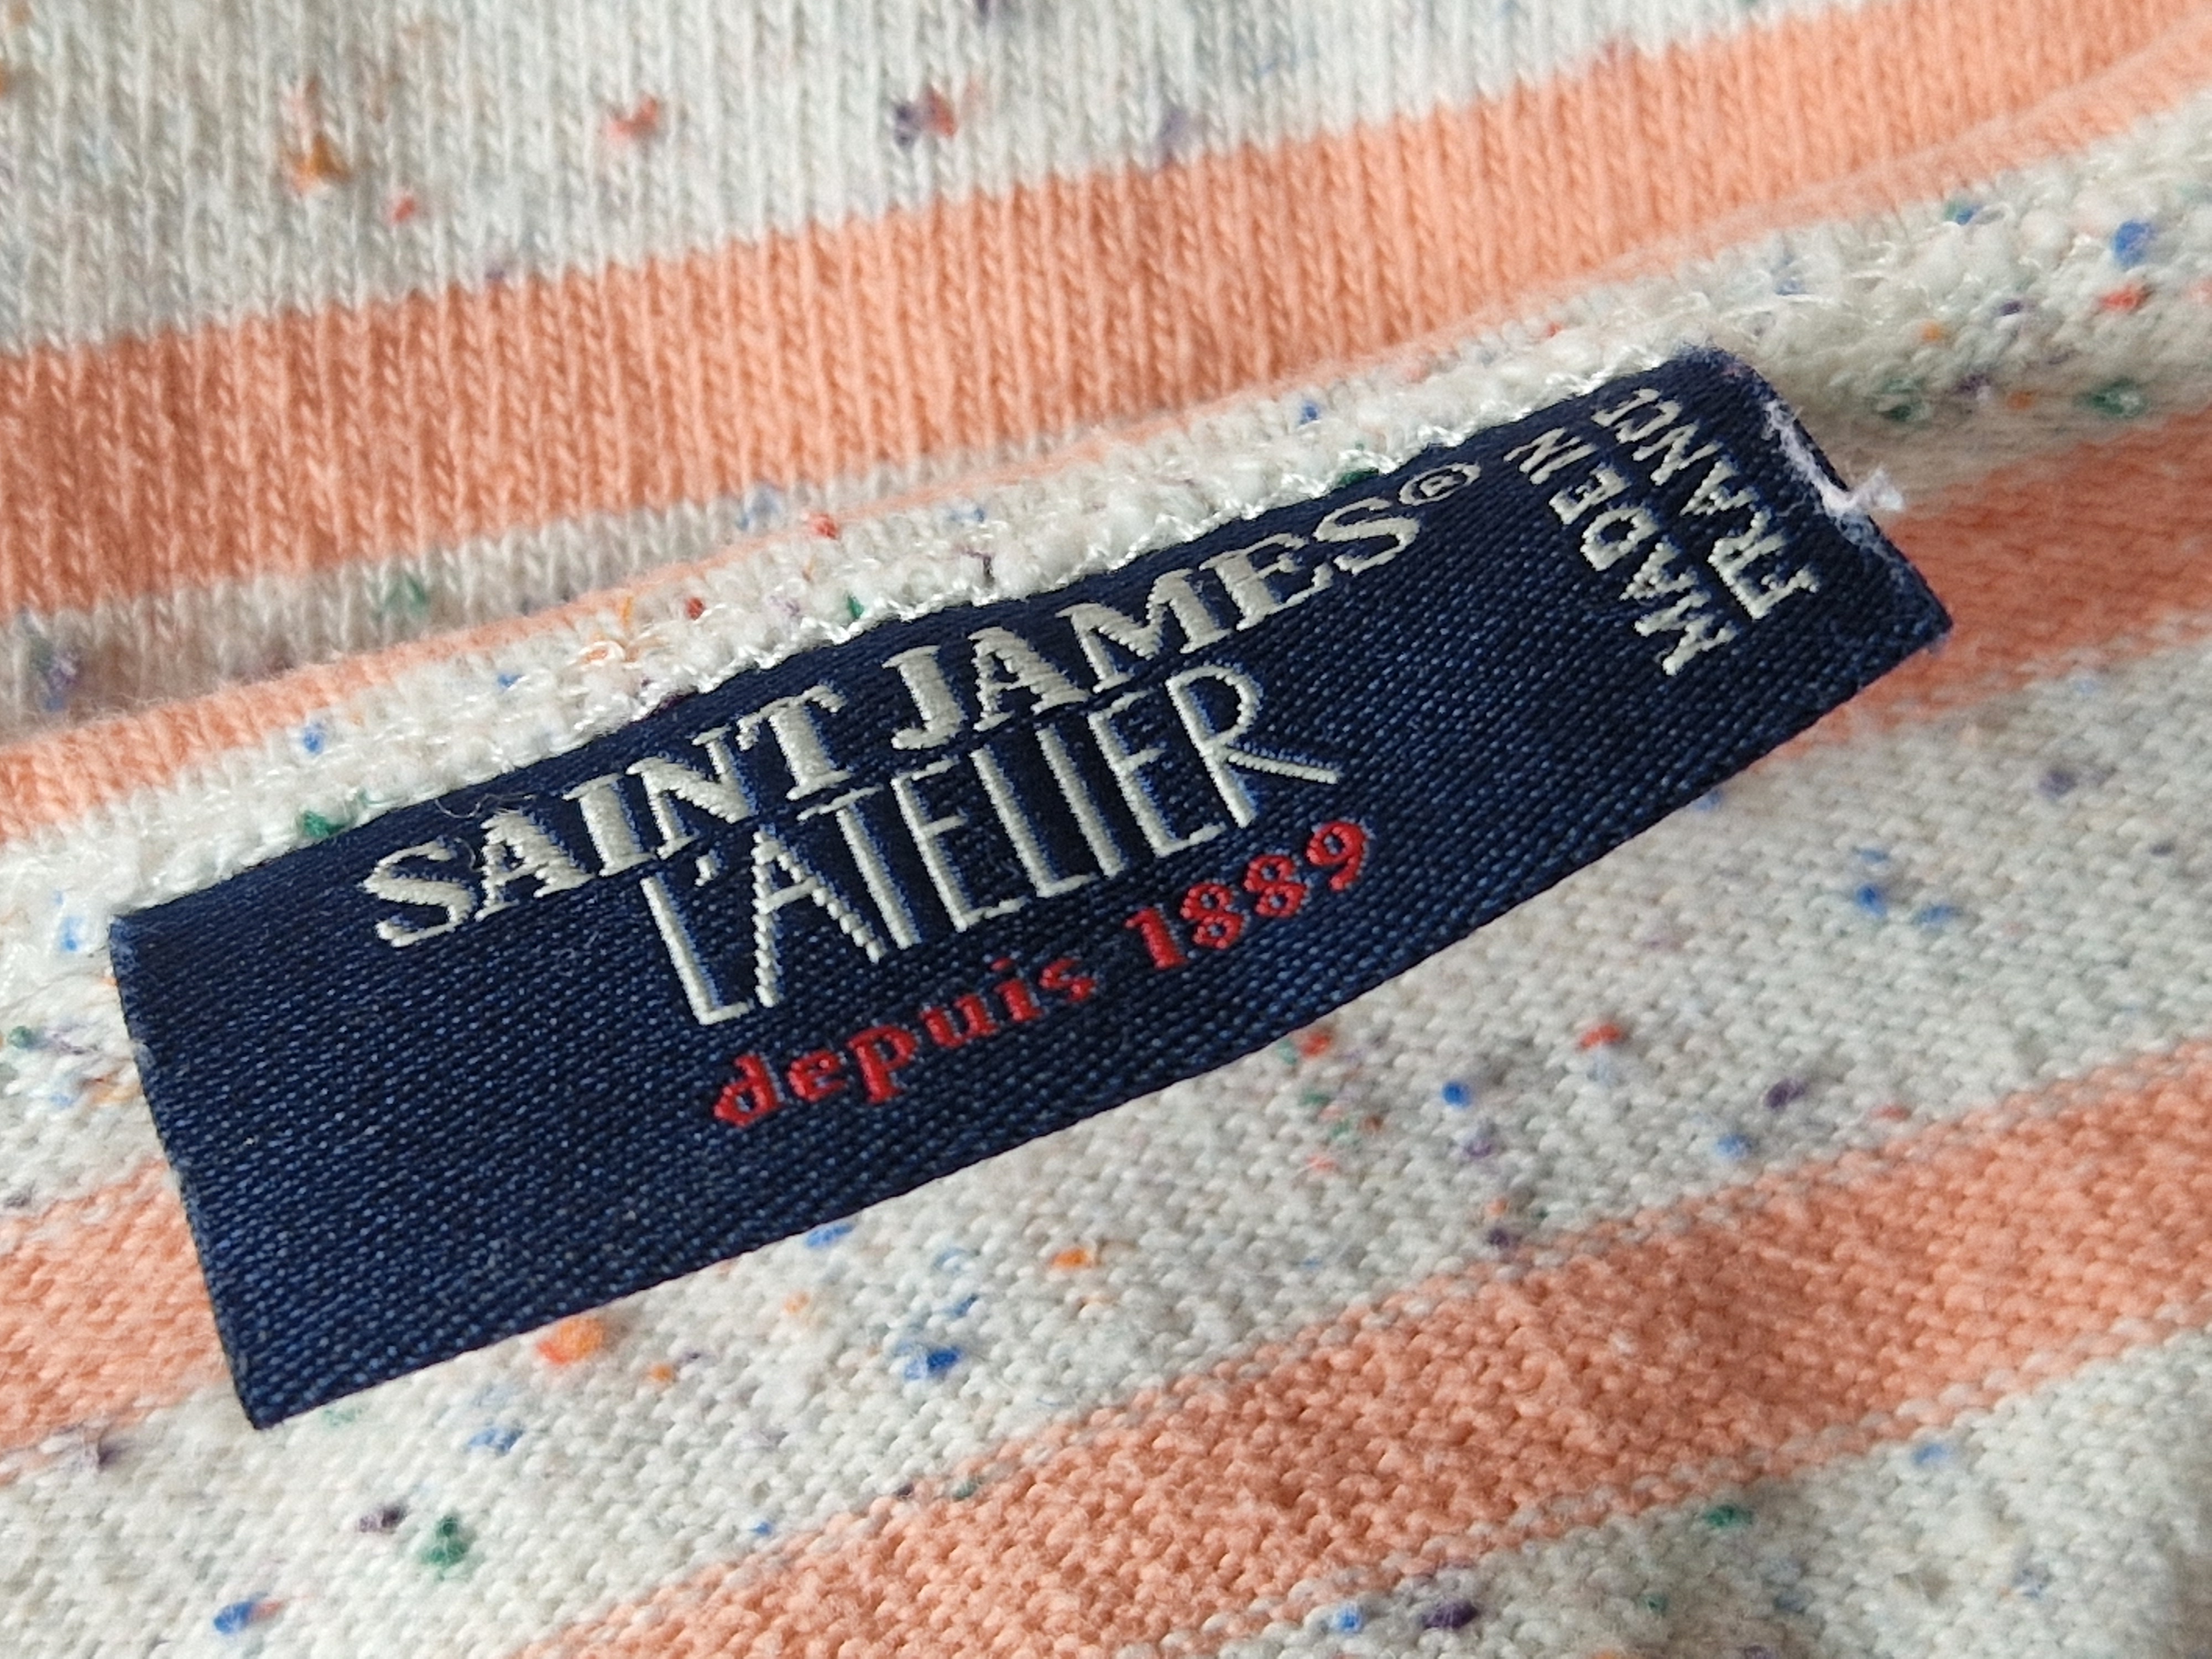 SAINT JAMES®
L'ATELIER
depuis 1889
MADE IN
FRANCE